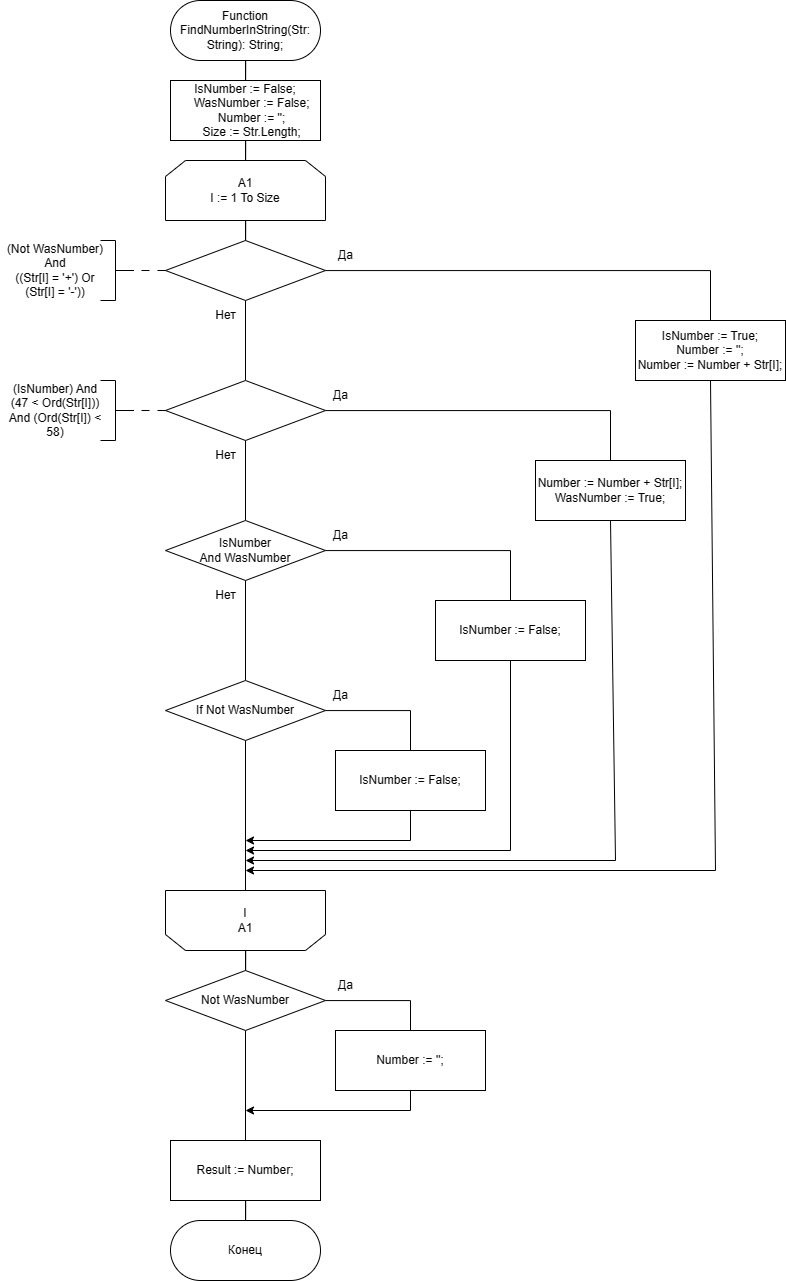 Function
FindNumberInString(Str:
String): String;
IsNumber := False;
WasNumber := False;
Number := '';
Size := Str.Length;
A1
I := 1 To Size
(Not WasNumber)
And
((Str[I] = '+') Or
(Str[I] = '-'))
Да
Нет
IsNumber := True;
Number := '';
Number := Number + Str[I];
(IsNumber) And
(47 < Ord(Str[I]))
And (Ord(Str[I]) <
58)
Да
Нет
Number := Number + Str[I];
WasNumber := True;
IsNumber
And WasNumber
Да
Нет
IsNumber := False;
If Not WasNumber
Да
IsNumber := False;
I
A1
Not WasNumber
Да
Number := '';
Result := Number;
Конец